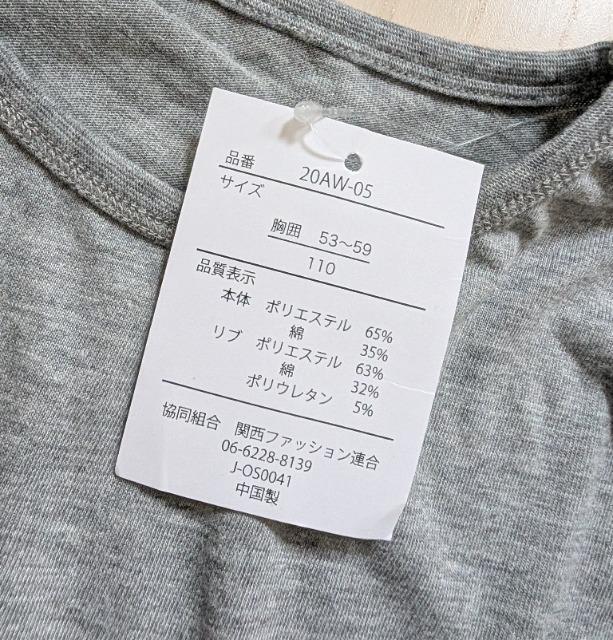 品番 20AW-05
サイズ
胸囲 53～59
110
品質表示
本体 ポリエステル 65%
綿 35%
リブ ポリエステル 63%
綿 32%
ポリウレタン 5%
協同組合 関西ファッション連合
06-6228-8139
J-OS0041
中国製